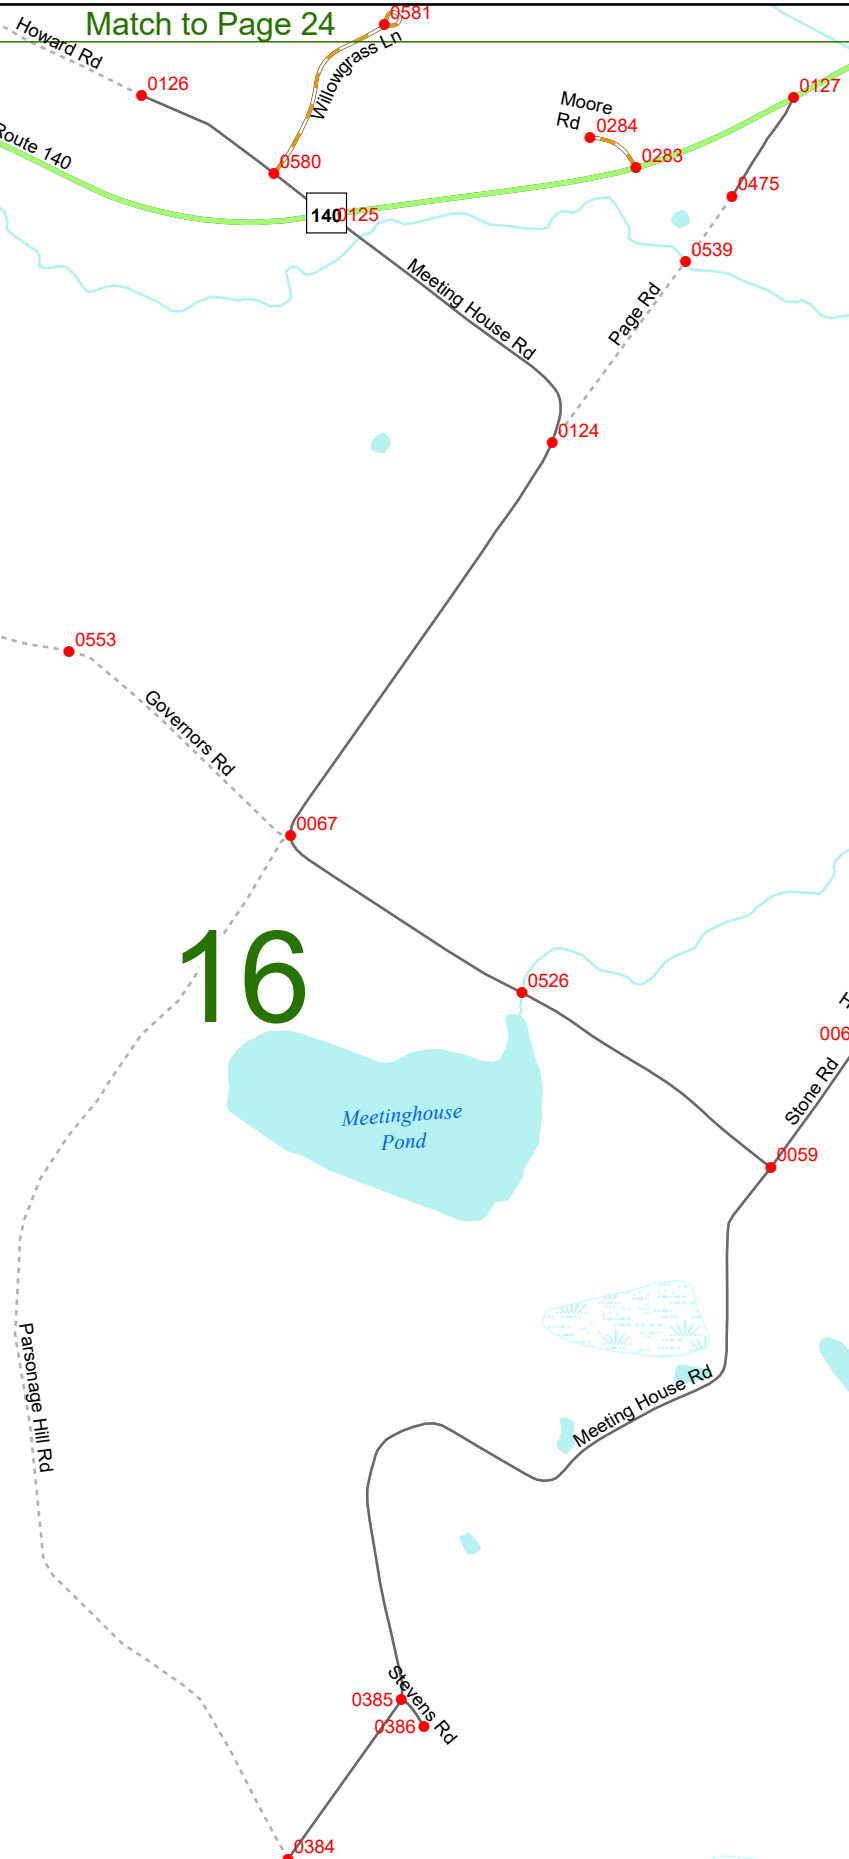 Match to Page 24
0581
Howard Rd
Willowgrass Ln
0126
0127
Moore
Rd
0284
Route 140
0580
0283
0475
140
0125
0539
Meeting House Rd
Page Rd
0124
0553
Governors Rd
0067
16
0526
006
Stone Rd
Meetinghouse
Pond
0059
Parsonage Hill Rd
Meeting House Rd
Stevens Rd
0385
0386
0384